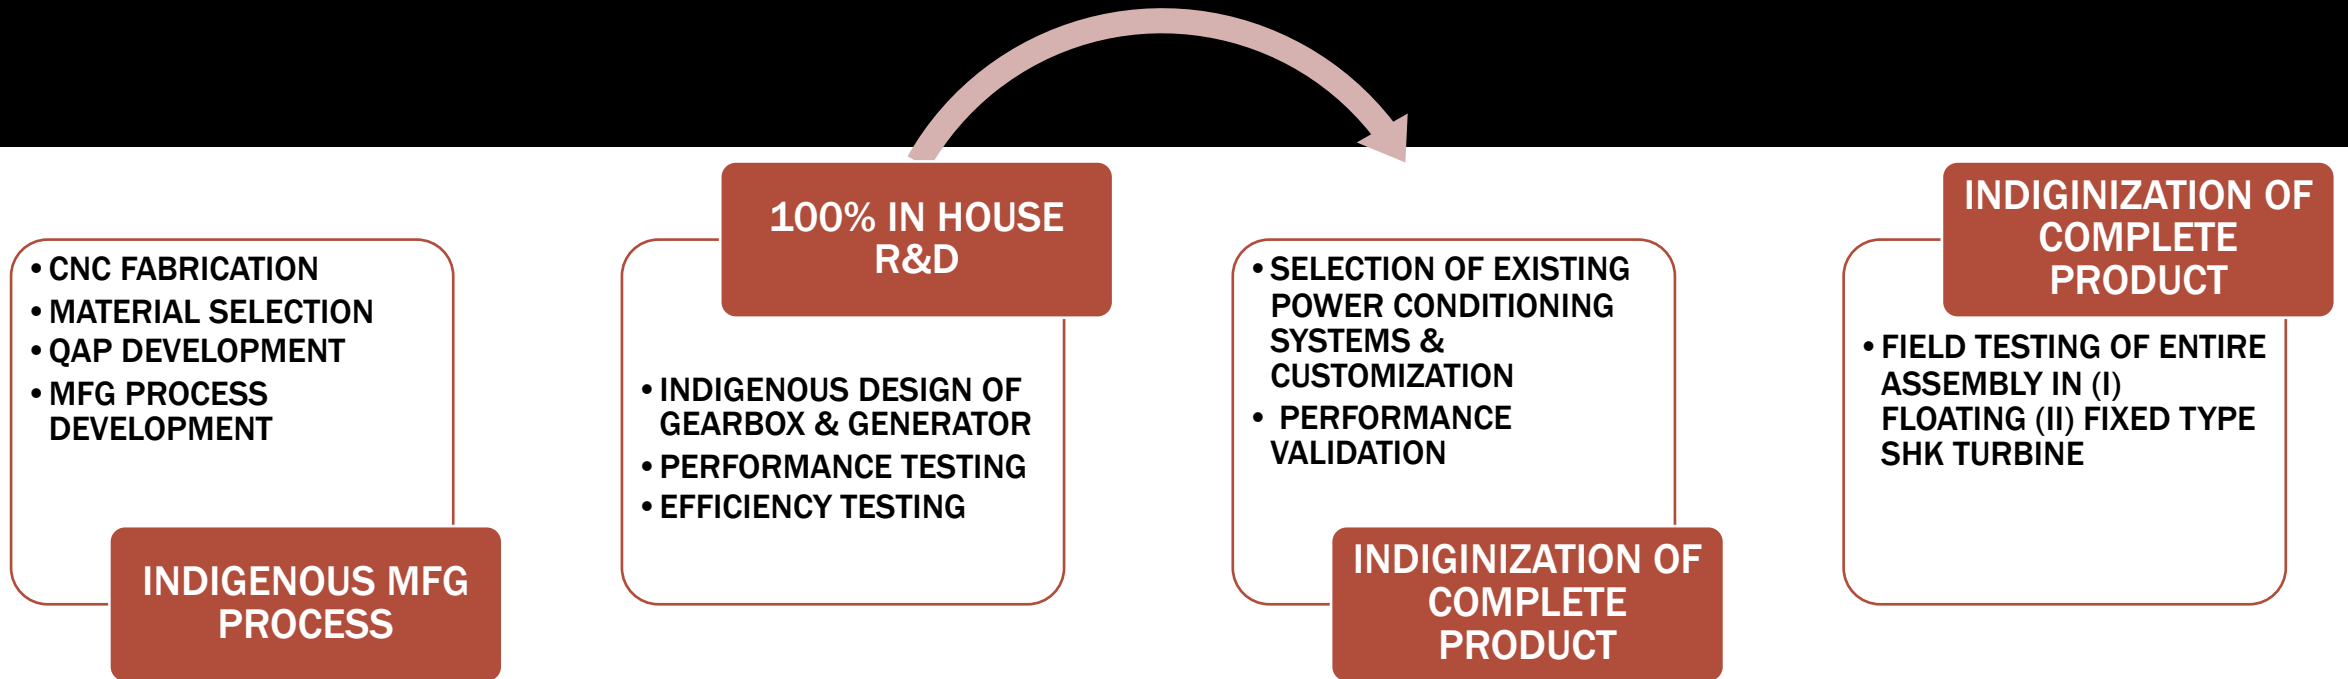 • CNC FABRICATION
• MATERIAL SELECTION
• QAP DEVELOPMENT
• MFG PROCESS
DEVELOPMENT
INDIGENOUS MFG
PROCESS
100% IN HOUSE
R&D
• INDIGENOUS DESIGN OF
GEARBOX & GENERATOR
• PERFORMANCE TESTING
• EFFICIENCY TESTING
• SELECTION OF EXISTING
POWER CONDITIONING
SYSTEMS &
CUSTOMIZATION
• PERFORMANCE
VALIDATION
INDIGINIZATION OF
COMPLETE
PRODUCT
INDIGINIZATION OF
COMPLETE
PRODUCT
• FIELD TESTING OF ENTIRE
ASSEMBLY IN (I)
FLOATING (II) FIXED TYPE
SHK TURBINE